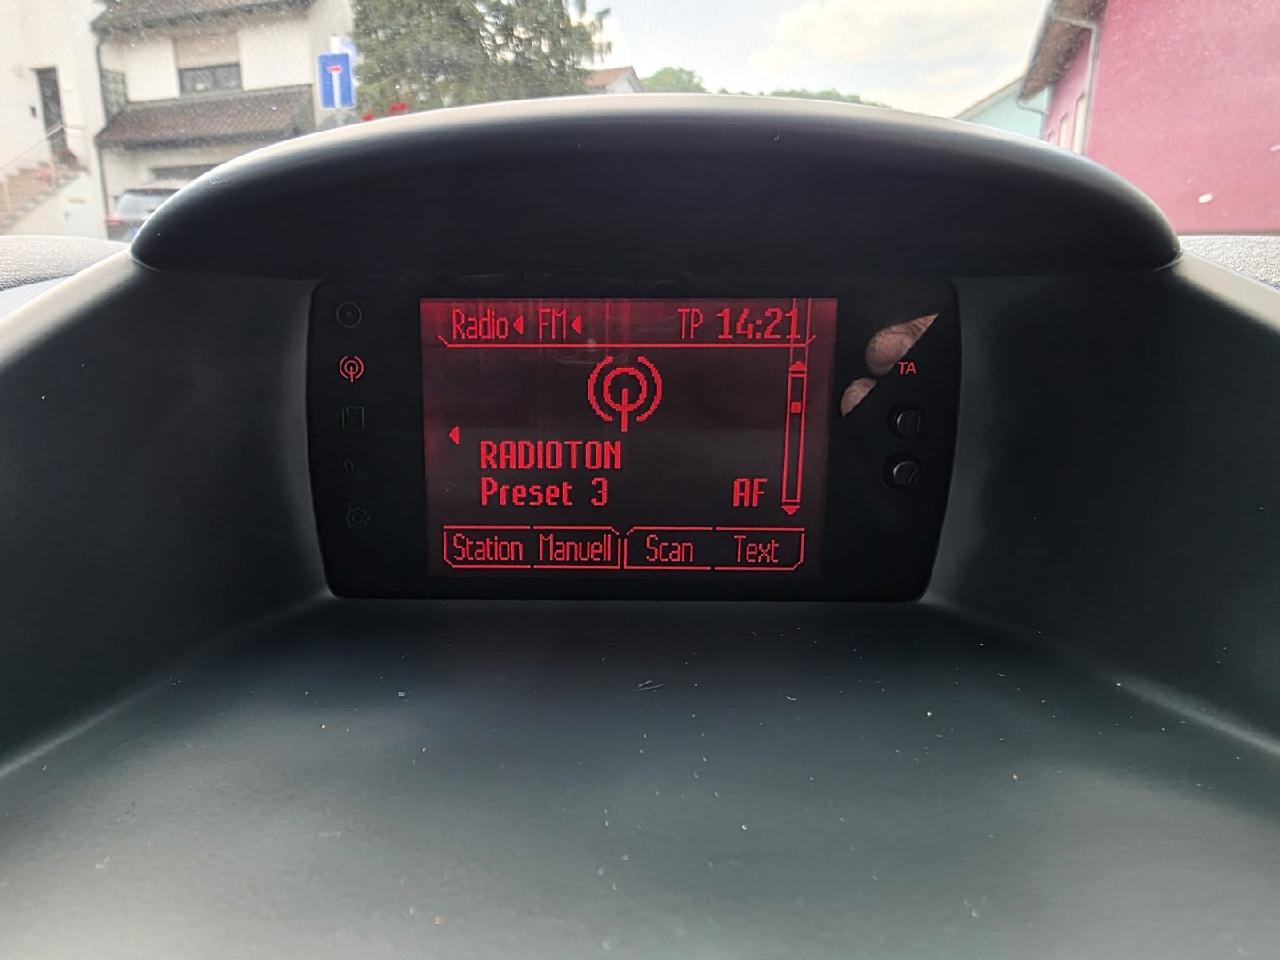 Radio FM TP 14:21
TA
RADIOTON
Preset 3 AF
Station Manuell Scan Text